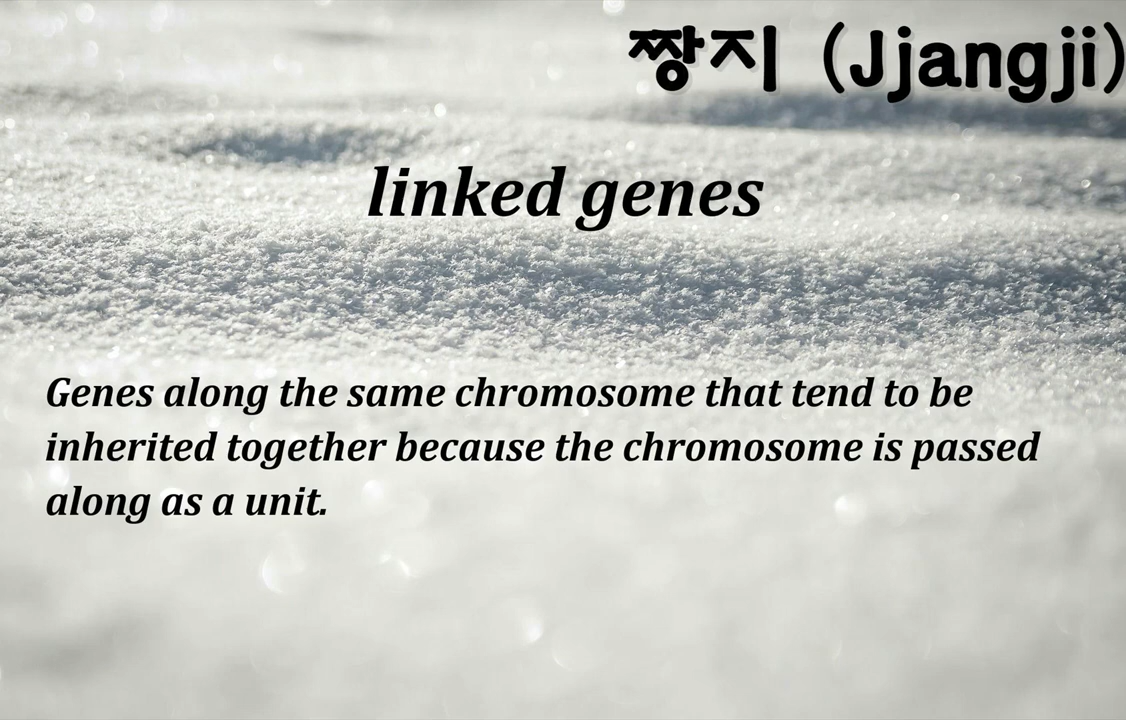 짱지 (Jjangji)
linked genes
Genes along the same chromosome that tend to be
inherited together because the chromosome is passed
along as a unit.